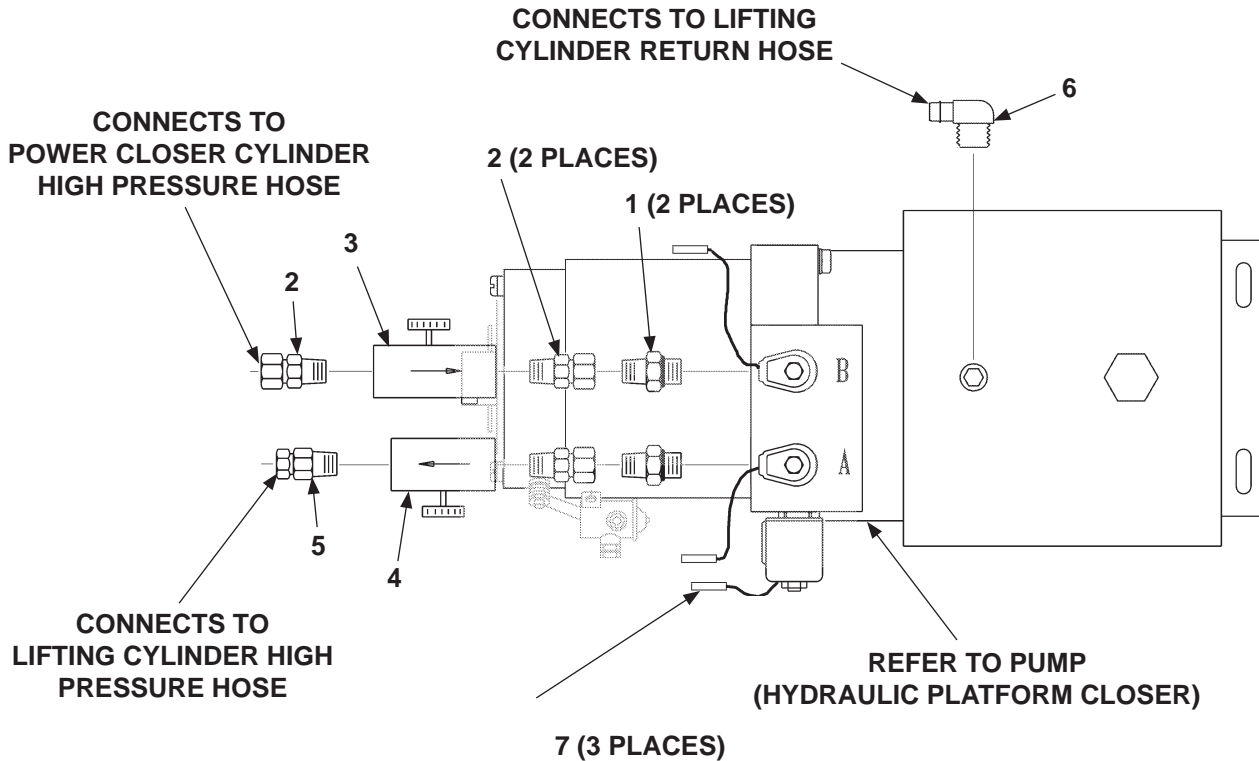 CONNECTS TO LIFTING
CYLINDER RETURN HOSE
6
CONNECTS TO
POWER CLOSER CYLINDER
HIGH PRESSURE HOSE
2 (2 PLACES)
1 (2 PLACES)
3
2
B
A
5
4
CONNECTS TO
LIFTING CYLINDER HIGH
PRESSURE HOSE
REFER TO PUMP
(HYDRAULIC PLATFORM CLOSER)
7 (3 PLACES)